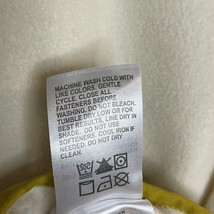 MACHINE WASH COLD WITH
LIKE COLORS. GENTLE
CYCLE. CLOSE ALL
FASTENERS BEFORE
WASHING. DO NOT BLEACH.
TUMBLE DRY LOW OR FOR
BEST RESULTS, LINE DRY IN
SHADE. DO NOT USE
SOFTENERS. COOL IRON IF
NEEDED. DO NOT DRY
CLEAN.